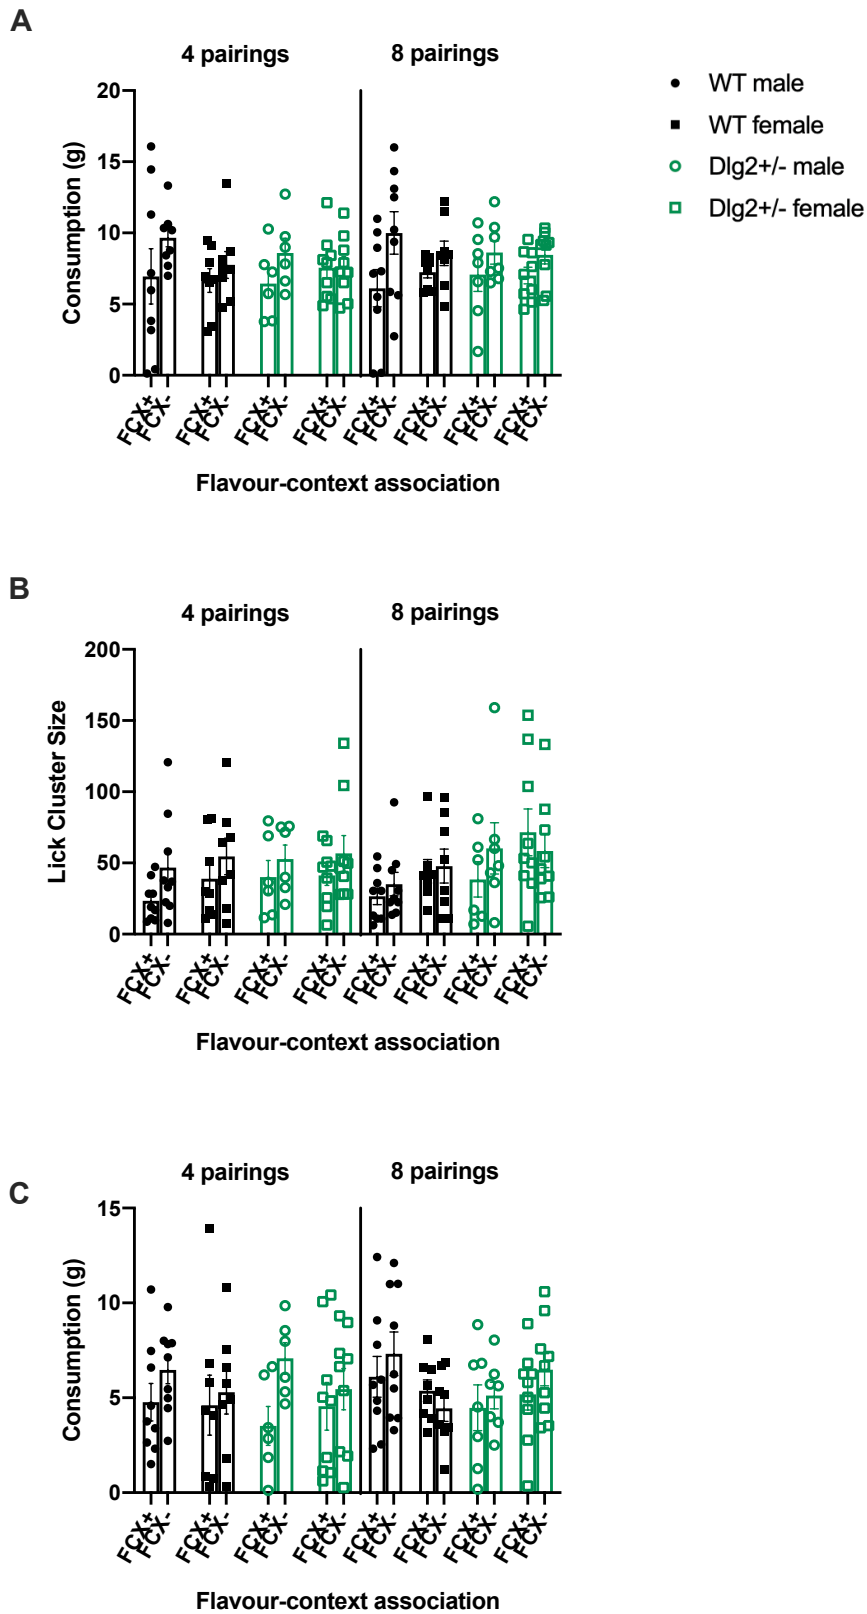 A
4 pairings 8 pairings
WT male
WT female
Dlg2+/- male
Dlg2+/- female
Consumption (g)
20
15
10
5
0
FCX+ FCX- FCX+ FCX- FCX+ FCX- FCX+ FCX- FCX+ FCX- FCX+ FCX- FCX+ FCX- FCX+ FCX-
Flavour-context association
B
4 pairings 8 pairings
Lick Cluster Size
200
150
100
50
0
FCX+ FCX- FCX+ FCX- FCX+ FCX- FCX+ FCX- FCX+ FCX- FCX+ FCX- FCX+ FCX- FCX+ FCX-
Flavour-context association
C
4 pairings 8 pairings
Consumption (g)
15
10
5
0
FCX+ FCX- FCX+ FCX- FCX+ FCX- FCX+ FCX- FCX+ FCX- FCX+ FCX- FCX+ FCX- FCX+ FCX-
Flavour-context association